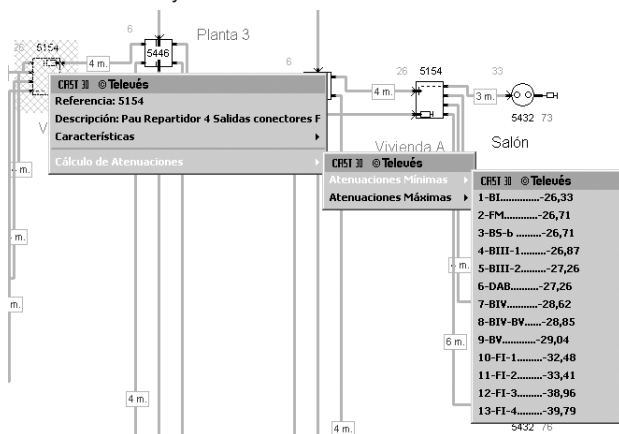 6
Planta 3
26 5154
5446
4 m.
6
26 5154
33
4 m.
3 m.
5432 73
Salón
Vivienda A
V
CAST 30 © Televés
Referencia: 5154
Descripción: Pau Repartidor 4 Salidas conectores F
Características
Cálculo de Atenuaciones
CAST 30 © Televés
Atenuaciones Mínimas
Atenuaciones Máximas
CAST 30 © Televés
1-BI..............-26,33
2-FM.............-26,71
3-BS-b .........-26,71
4-BIII-1.........-26,87
5-BIII-2.........-27,26
6-DAB...........-27,26
7-BIV............-28,62
8-BIV-BV......-28,85
9-BV............-29,04
10-FI-1.........-32,48
11-FI-2.........-33,41
12-FI-3.........-38,96
13-FI-4.........-39,79
m.
m.
m.
m.
6 m.
4 m.
4 m.
5432 76